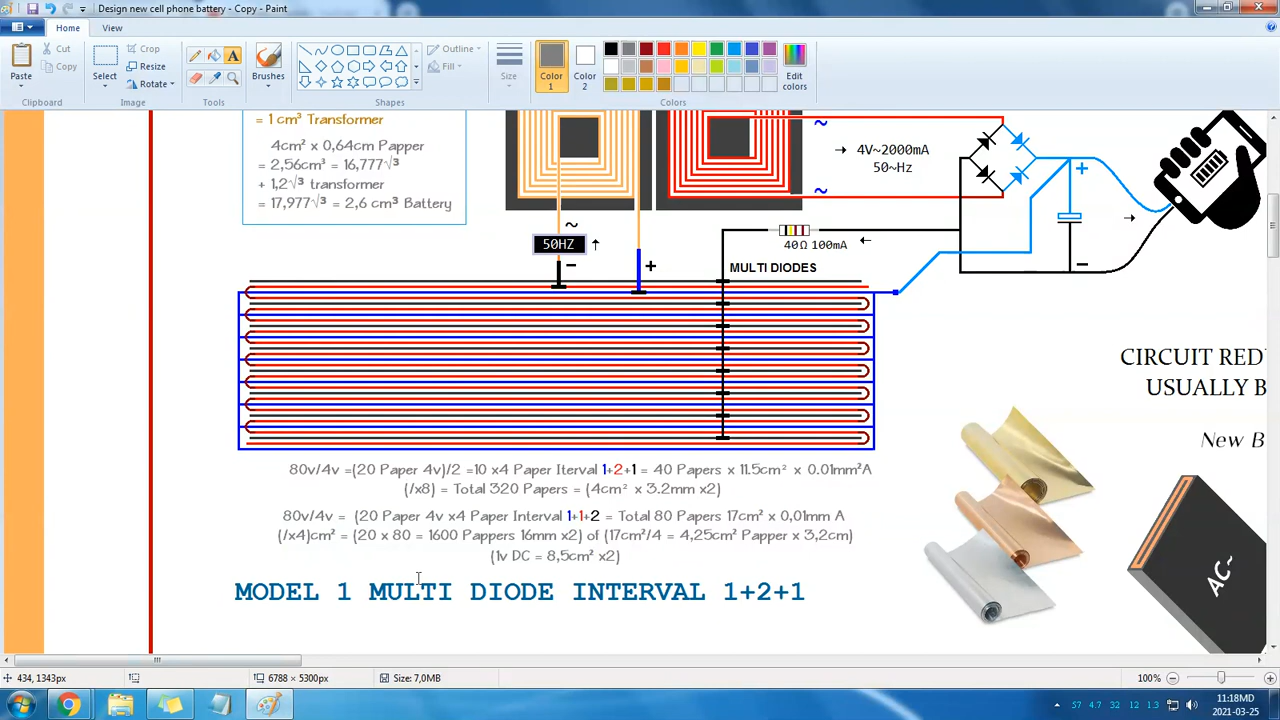 Design new cell phone battery - Copy - Paint
Home
View
Paste
Cut
Copy
Clipboard
Select
Crop
Resize
Rotate
Image
A
Tools
Brushes
Shapes
Outline
Fill
Size
Color 1
Color 2
Edit colors
Colors
= 1 cm³ Transformer
4cm² x 0,64cm Papper
= 2,56cm³ = 16,777√³
+ 1,2√³ transformer
= 17,977√³ = 2,6 cm³ Battery
~
50HZ
−
+
~
~
→ 4V~2000mA
50~Hz
40Ω 100mA
MULTI DIODES
+
−
80v/4v =(20 Paper 4v)/2 =10 x4 Paper Iterval 1+2+1 = 40 Papers x 11.5cm² x 0.01mm²A
(/x8) = Total 320 Papers = (4cm² x 3.2mm x2)
80v/4v = (20 Paper 4v x4 Paper Interval 1+1+2 = Total 80 Papers 17cm² x 0,01mm A
(/x4)cm² = (20 x 80 = 1600 Pappers 16mm x2) of (17cm²/4 = 4,25cm² Papper x 3,2cm)
(1v DC = 8,5cm² x2)
MODEL 1 MULTI DIODE INTERVAL 1+2+1
CIRCUIT RED
USUALLY B
New B
AC~
434, 1343px
6788 × 5300px
Size: 7,0MB
100%
57 4.7 32 12 1.3
11:18MD
2021-03-25